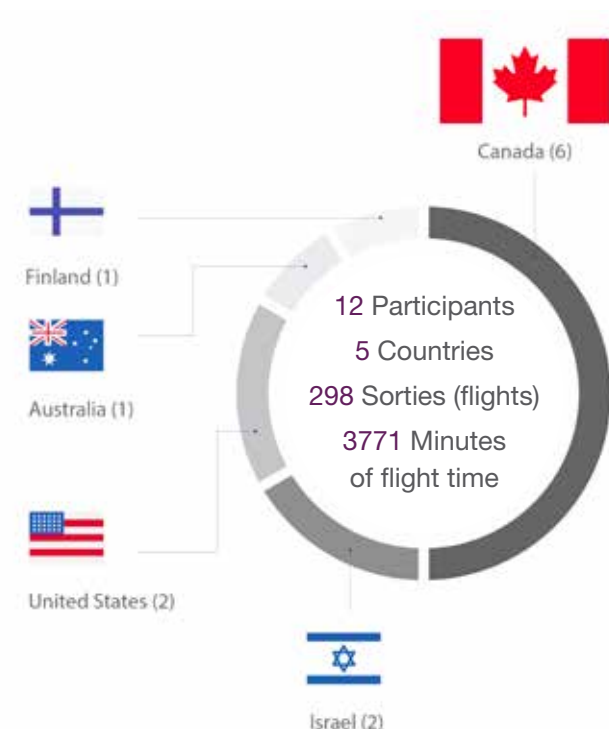 Canada (6)
Finland (1)
12 Participants
5 Countries
Australia (1)
298 Sorties (flights)
3771 Minutes
of flight time
United States (2)
Israel (2)